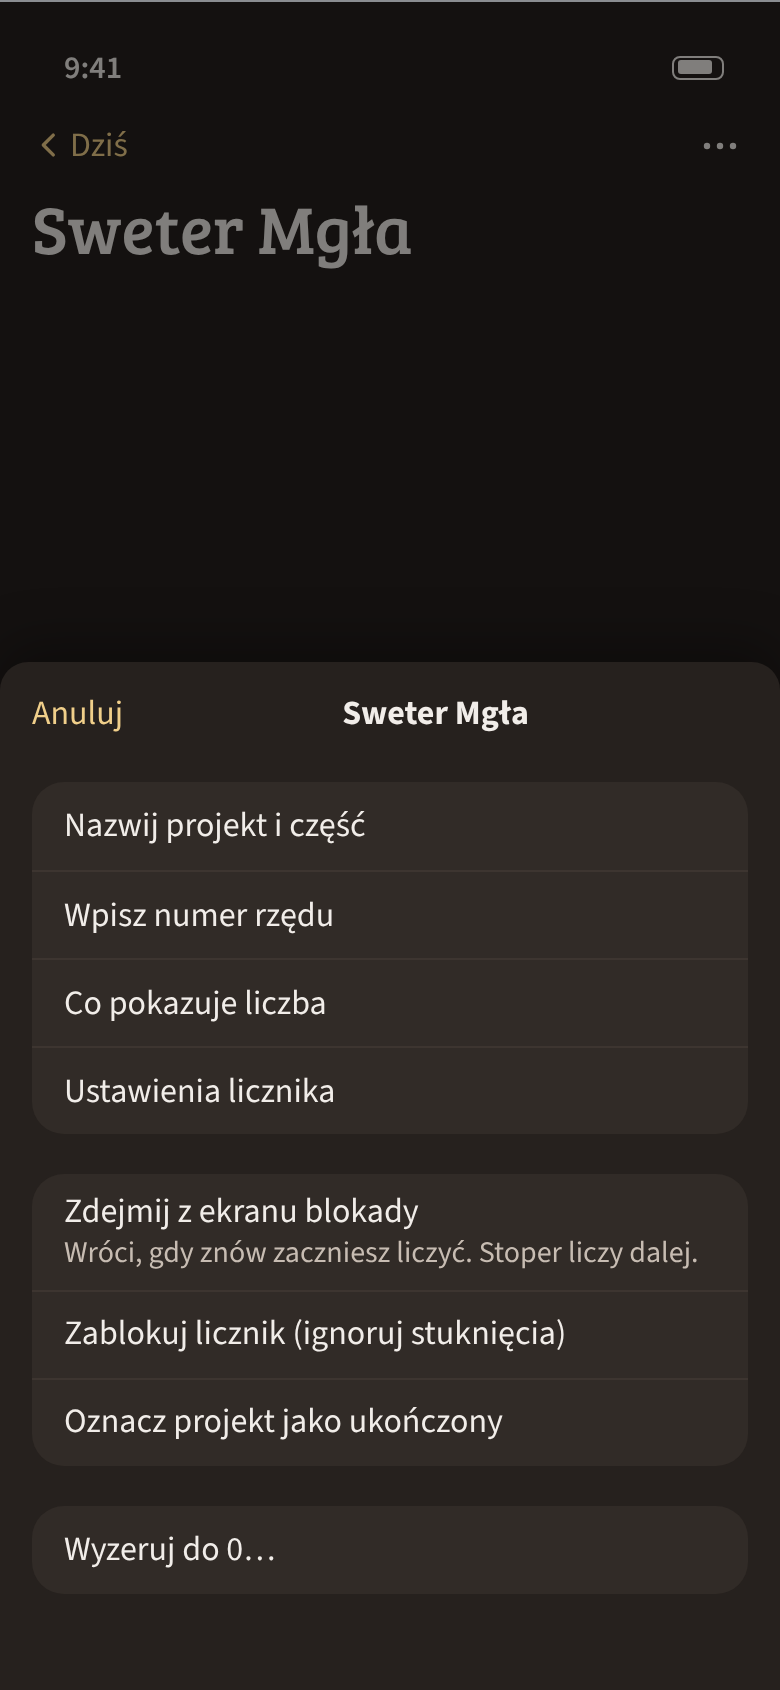 9:41
Dziś
Sweter Mgła
Anuluj
Sweter Mgła
Nazwij projekt i część
Wpisz numer rzędu
Co pokazuje liczba
Ustawienia licznika
Zdejmij z ekranu blokady
Wróci, gdy znów zaczniesz liczyć. Stoper liczy dalej.
Zablokuj licznik (ignoruj stuknięcia)
Oznacz projekt jako ukończony
Wyzeruj do 0…